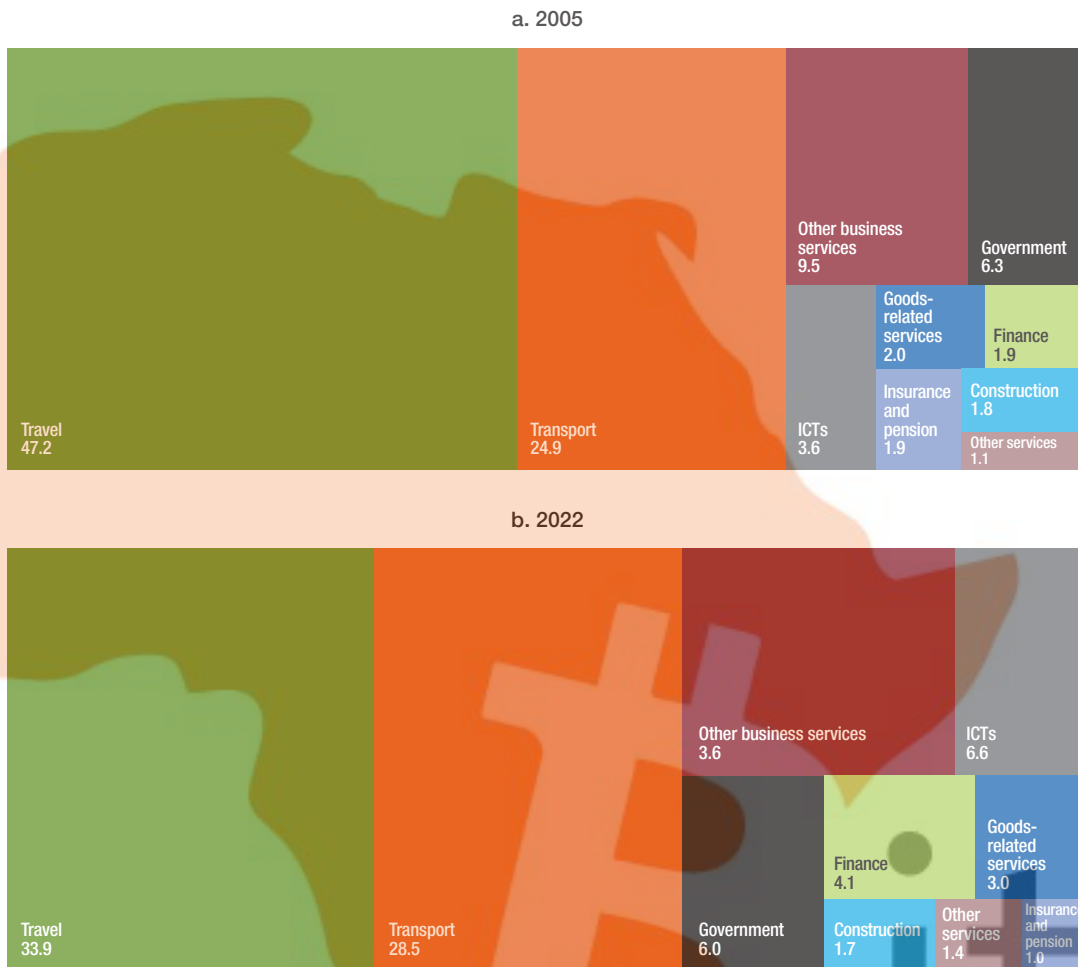 a. 2005
Other business
services
9.5
Government
6.3
Goods-
related
services
2.0
Finance
1.9
Travel
47.2
Transport
24.9
ICTs
3.6
Insurance
and
pension
1.9
Construction
1.8
Other services
1.1
b. 2022
Other business services
3.6
ICTs
6.6
Finance
4.1
Goods-
related
services
3.0
Travel
33.9
Transport
28.5
Government
6.0
Construction
1.7
Other
services
1.4
Insuranc
and
pension
1.0